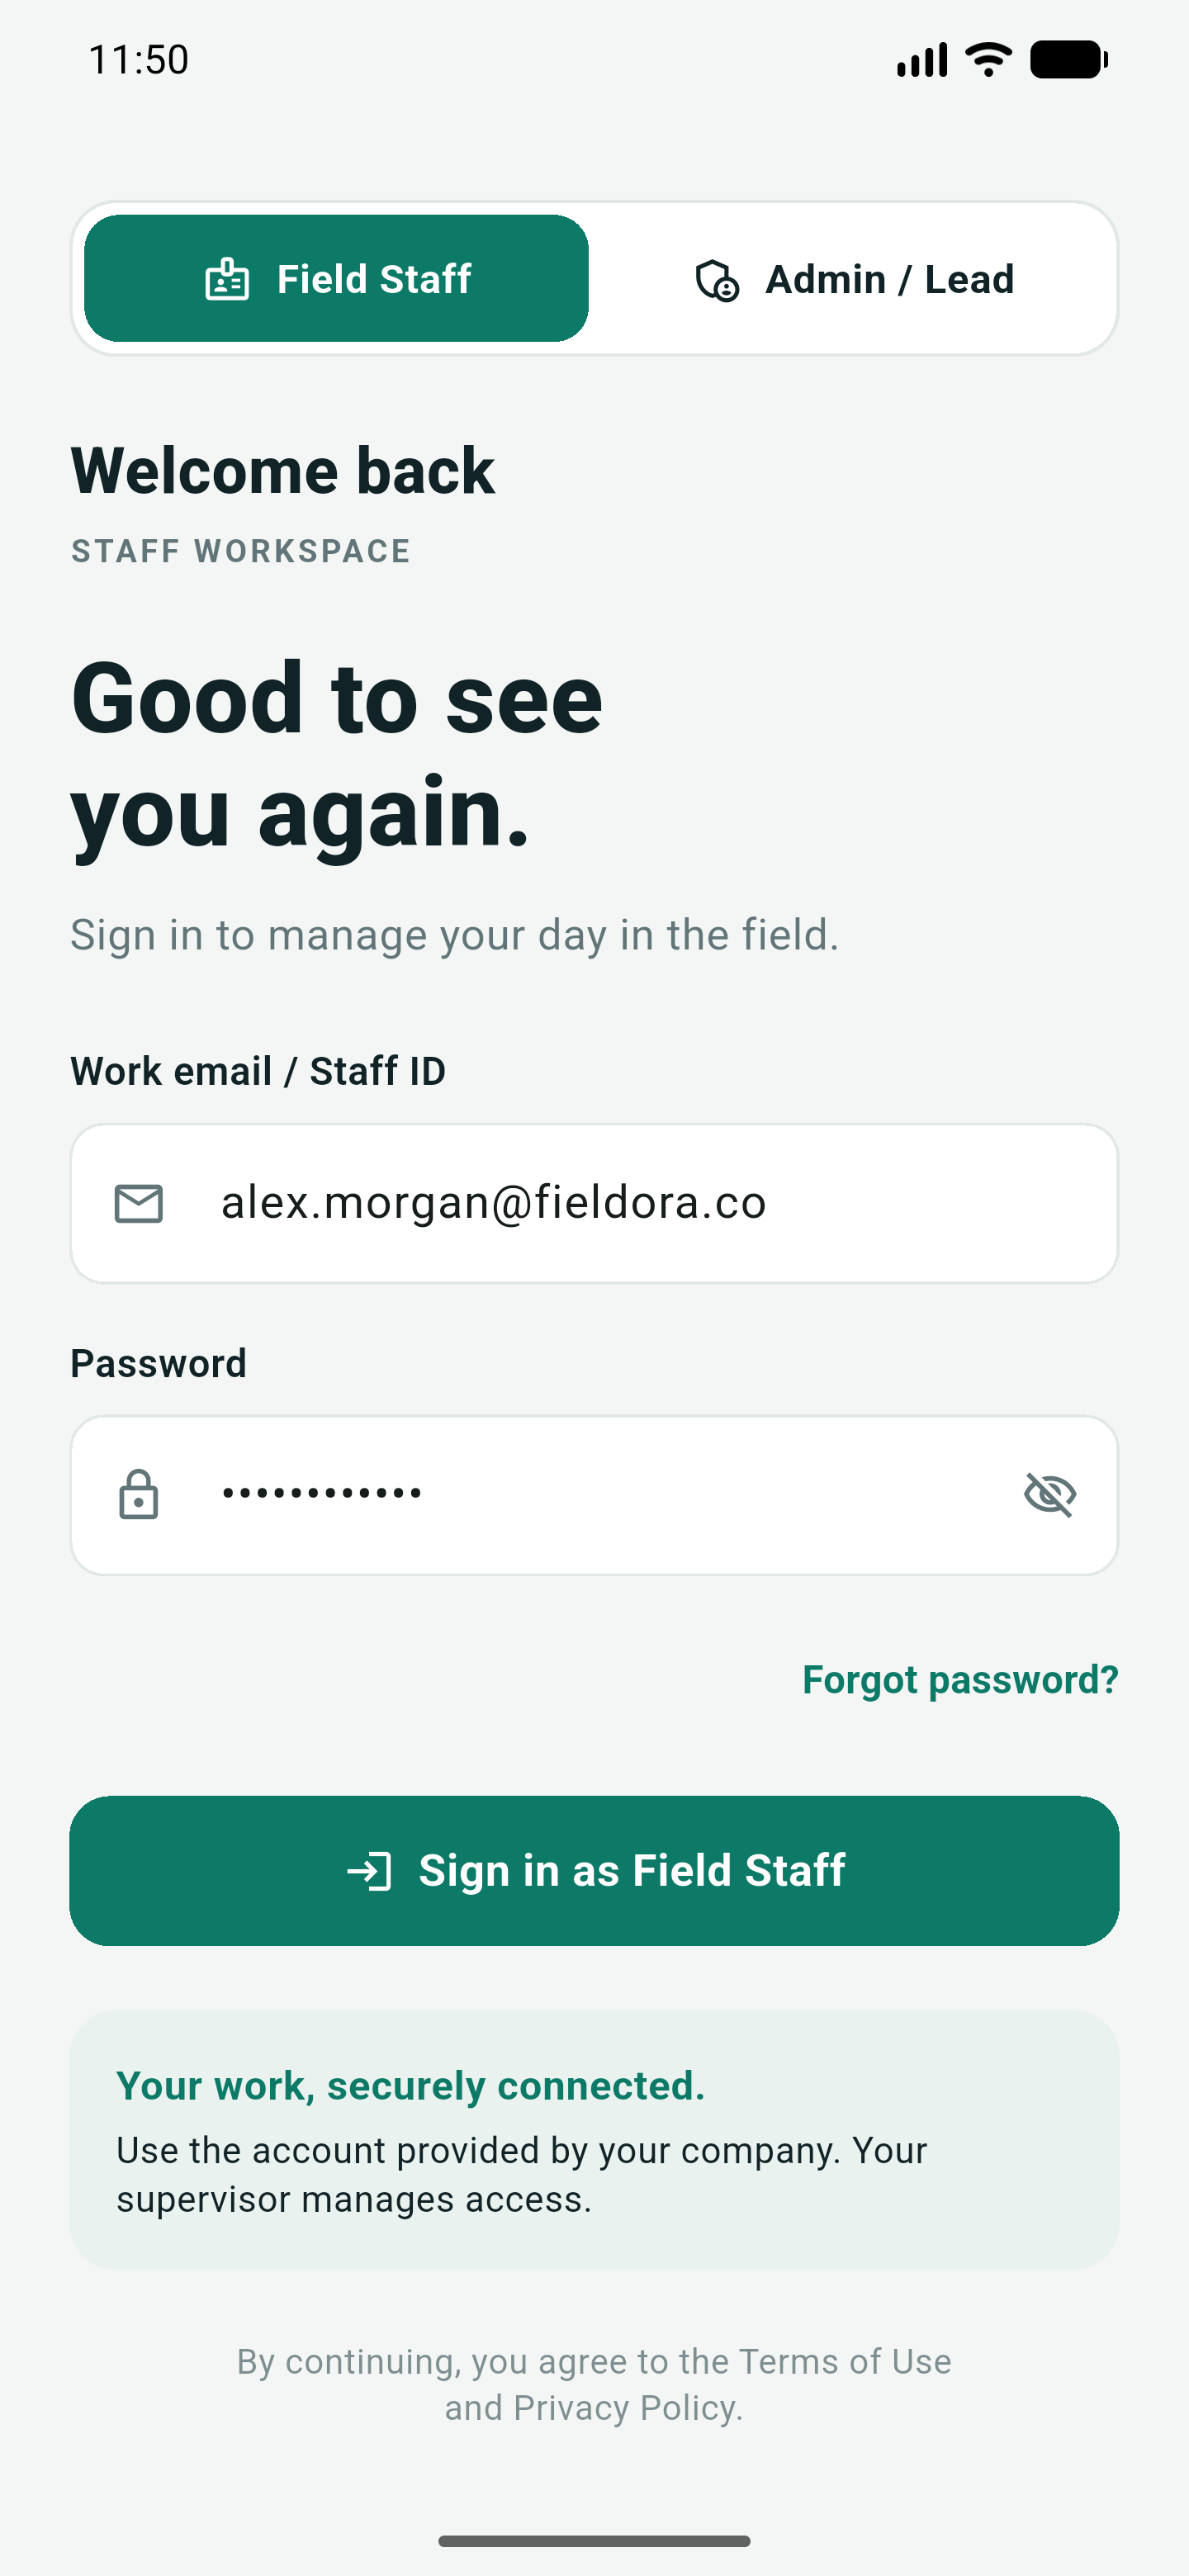 11:50
Field Staff
Admin / Lead
Welcome back
STAFF WORKSPACE
Good to see
you again.
Sign in to manage your day in the field.
Work email / Staff ID
alex.morgan@fieldora.co
Password
••••••••••••
Forgot password?
Sign in as Field Staff
Your work, securely connected.
Use the account provided by your company. Your
supervisor manages access.
By continuing, you agree to the Terms of Use
and Privacy Policy.